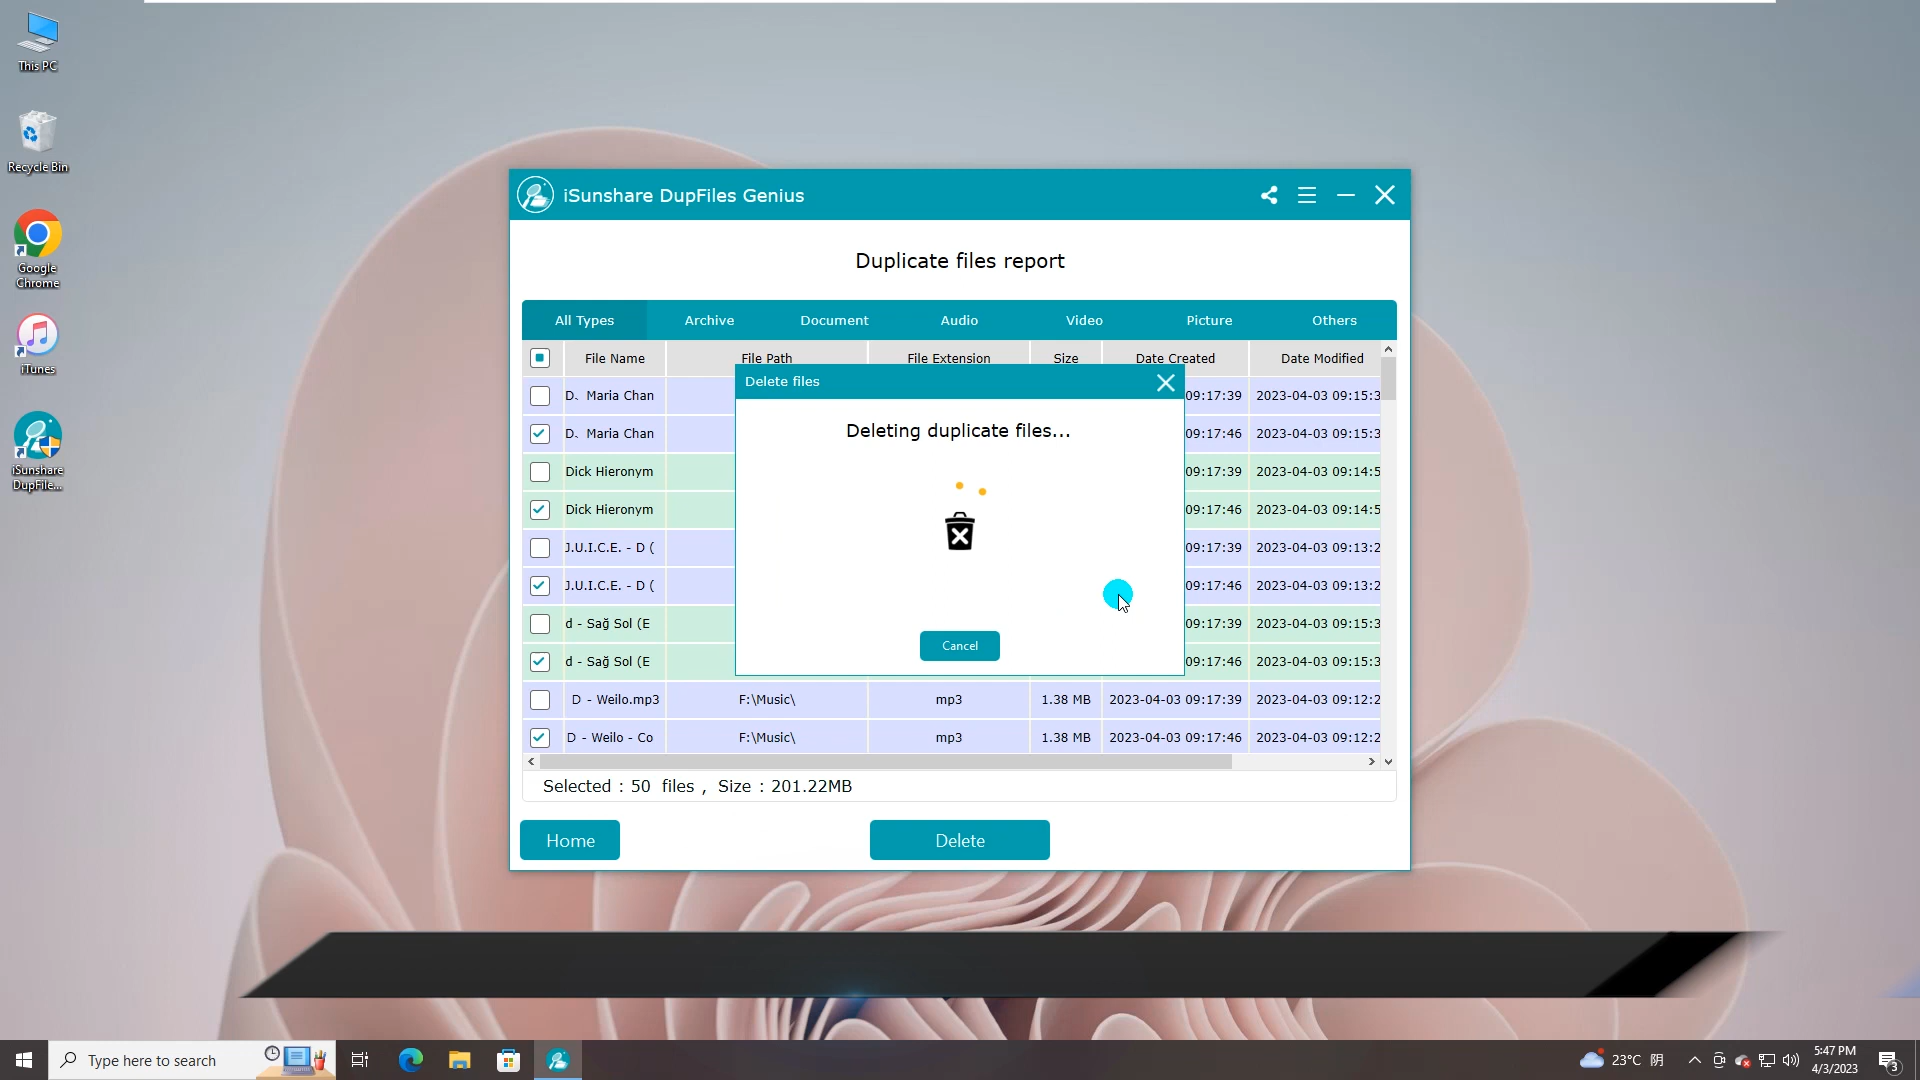 This PC
Recycle Bin
Google
Chrome
iTunes
iSunshare
DupFile...
iSunshare DupFiles Genius
Duplicate files report
All Types Archive Document Audio Video Picture Others
File Name File Path File Extension Size Date Created Date Modified
D、Maria Chan 09:17:39 2023-04-03 09:15:3
D、Maria Chan 09:17:46 2023-04-03 09:15:3
Dick Hieronym 09:17:39 2023-04-03 09:14:5
Dick Hieronym 09:17:46 2023-04-03 09:14:5
J.U.I.C.E. - D ( 09:17:39 2023-04-03 09:13:2
J.U.I.C.E. - D ( 09:17:46 2023-04-03 09:13:2
d - Sağ Sol (E 09:17:39 2023-04-03 09:15:3
d - Sağ Sol (E 09:17:46 2023-04-03 09:15:3
D - Weilo.mp3 F:\Music\ mp3 1.38 MB 2023-04-03 09:17:39 2023-04-03 09:12:2
D - Weilo - Co F:\Music\ mp3 1.38 MB 2023-04-03 09:17:46 2023-04-03 09:12:2
Delete files
Deleting duplicate files...
Cancel
Selected : 50 files , Size : 201.22MB
Home Delete
Type here to search
23°C 阴
5:47 PM
4/3/2023
3